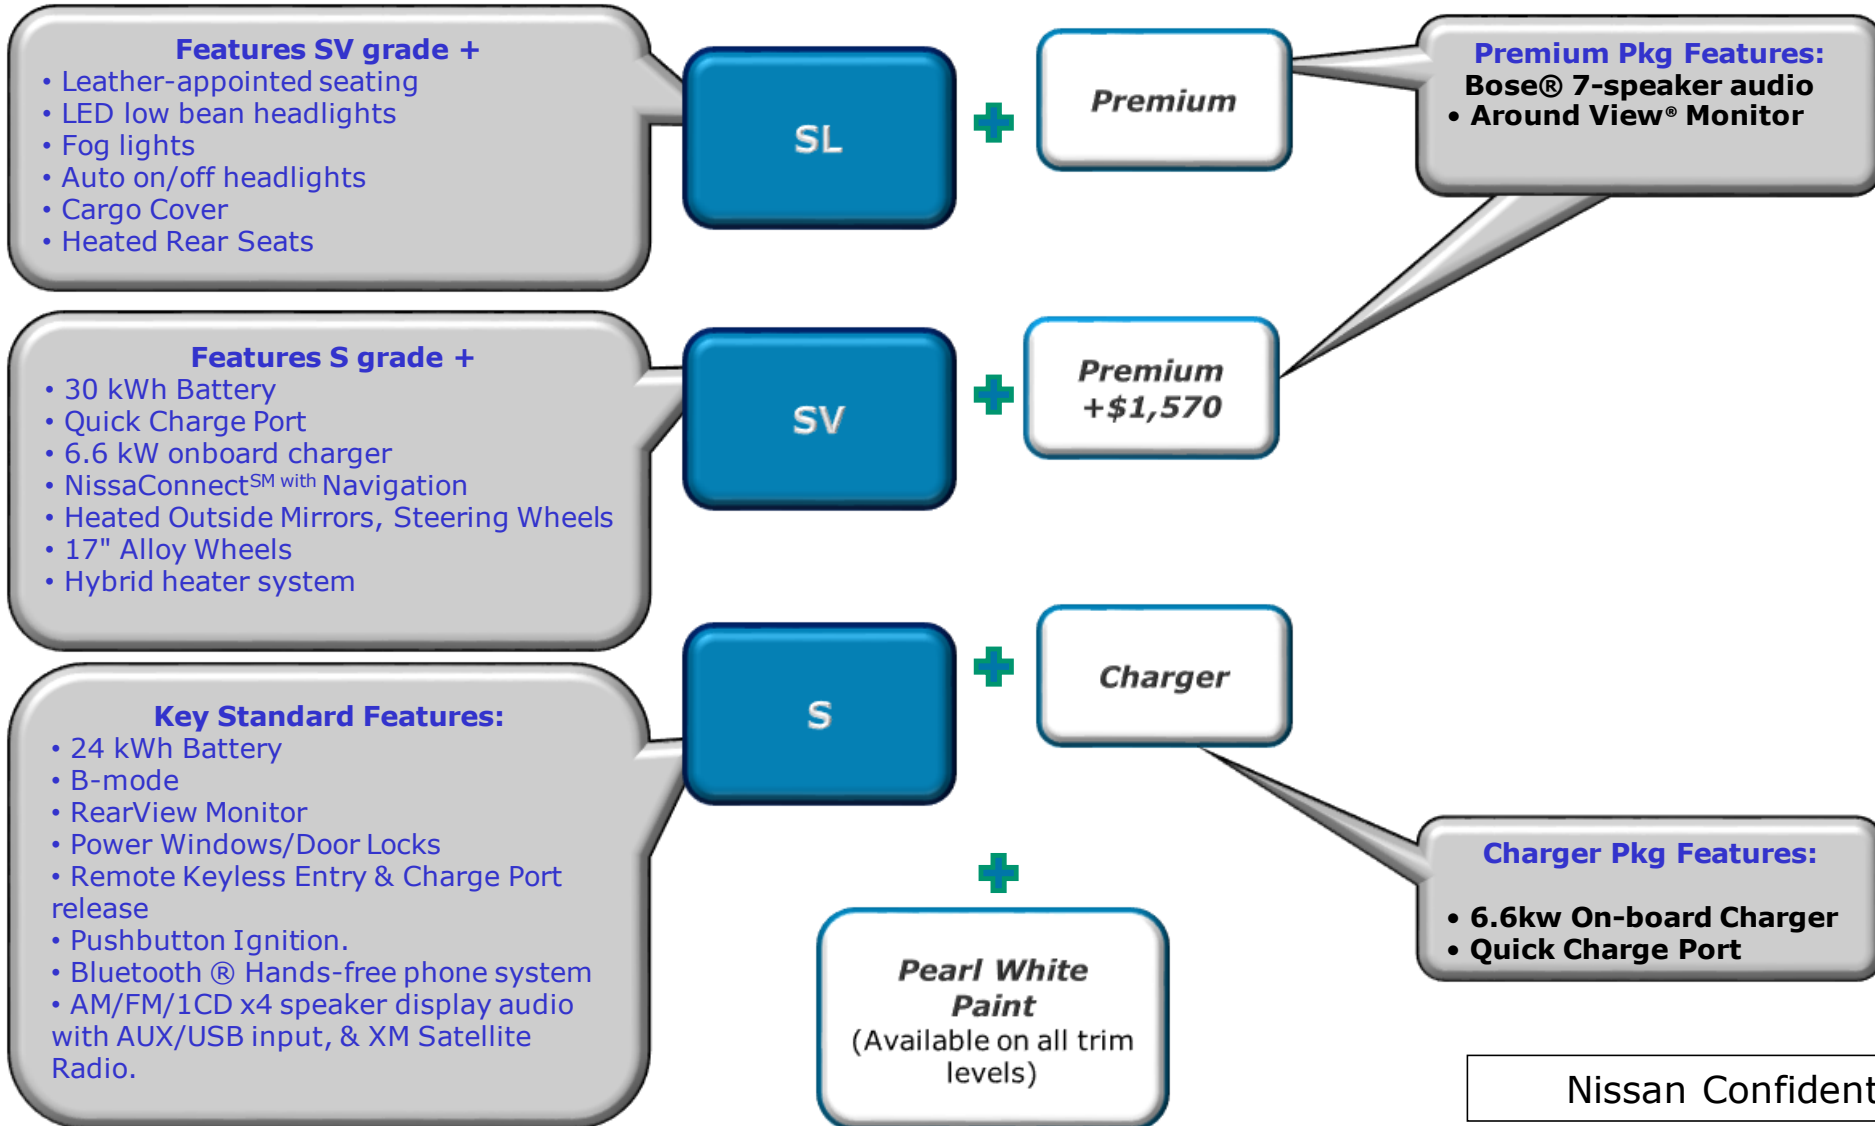 Features SV grade +
• Leather-appointed seating
• LED low bean headlights
• Fog lights
• Auto on/off headlights
• Cargo Cover
• Heated Rear Seats
SL
Premium
Premium Pkg Features:
Bose® 7-speaker audio
• Around View® Monitor
Features S grade +
• 30 kWh Battery
• Quick Charge Port
• 6.6 kW onboard charger
• NissaConnectSM with Navigation
• Heated Outside Mirrors, Steering Wheels
• 17" Alloy Wheels
• Hybrid heater system
SV
Premium
+$1,570
Key Standard Features:
• 24 kWh Battery
• B-mode
• RearView Monitor
• Power Windows/Door Locks
• Remote Keyless Entry & Charge Port
release
• Pushbutton Ignition.
• Bluetooth ® Hands-free phone system
• AM/FM/1CD x4 speaker display audio
with AUX/USB input, & XM Satellite
Radio.
S
Charger
Charger Pkg Features:
• 6.6kw On-board Charger
• Quick Charge Port
Pearl White
Paint
(Available on all trim
levels)
Nissan Confident